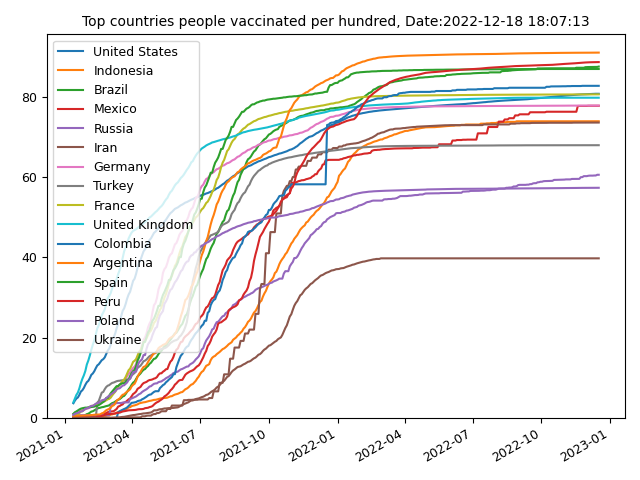 Top countries people vaccinated per hundred, Date:2022-12-18 18:07:13
United States
Indonesia
Brazil
Mexico
Russia
Iran
Germany
Turkey
France
United Kingdom
Colombia
Argentina
Spain
Peru
Poland
Ukraine
80
60
40
20
0
2021-01
2021-04
2021-07
2021-10
2022-01
2022-04
2022-07
2022-10
2023-01